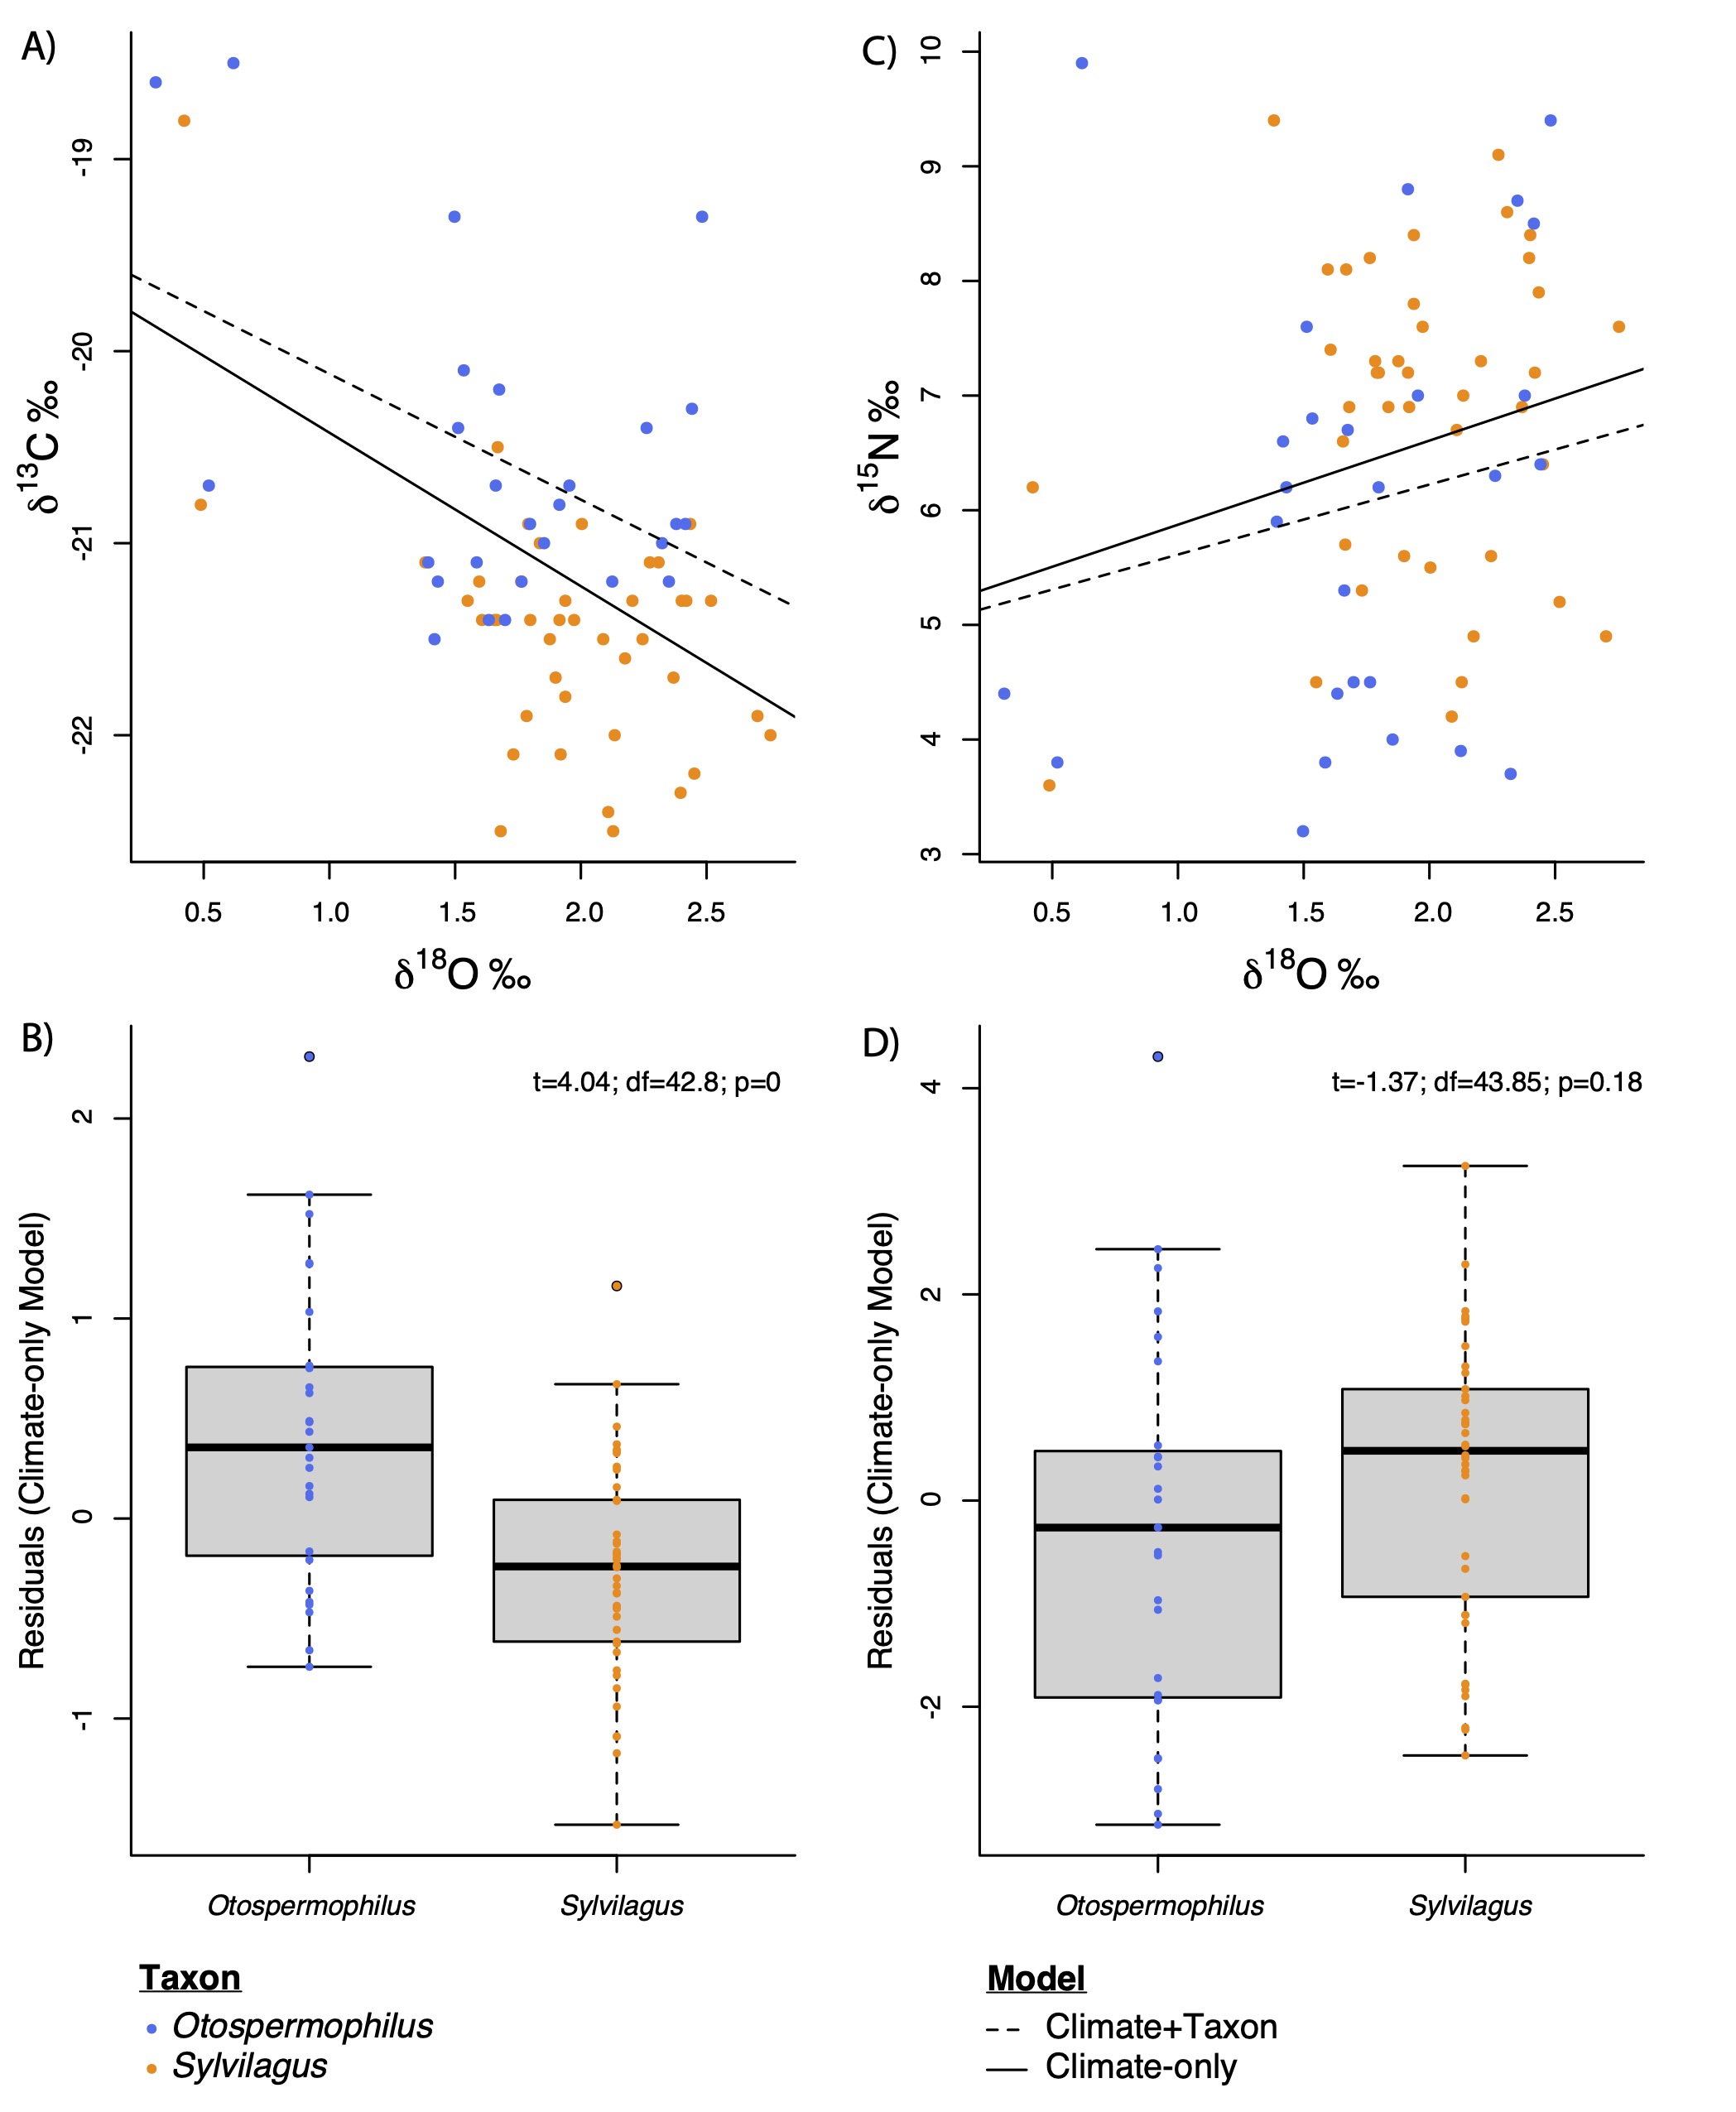 A)
-19
-20
-21
-22
δ13C ‰
0.5 1.0 1.5 2.0 2.5
δ18O ‰
C)
10
9
8
7
6
5
4
3
δ15N ‰
0.5 1.0 1.5 2.0 2.5
δ18O ‰
B)
t=4.04; df=42.8; p=0
2
1
0
-1
Residuals (Climate-only Model)
Otospermophilus Sylvilagus
D)
t=-1.37; df=43.85; p=0.18
4
2
0
-2
Residuals (Climate-only Model)
Otospermophilus Sylvilagus
Taxon
Otospermophilus
Sylvilagus
Model
Climate+Taxon
Climate-only